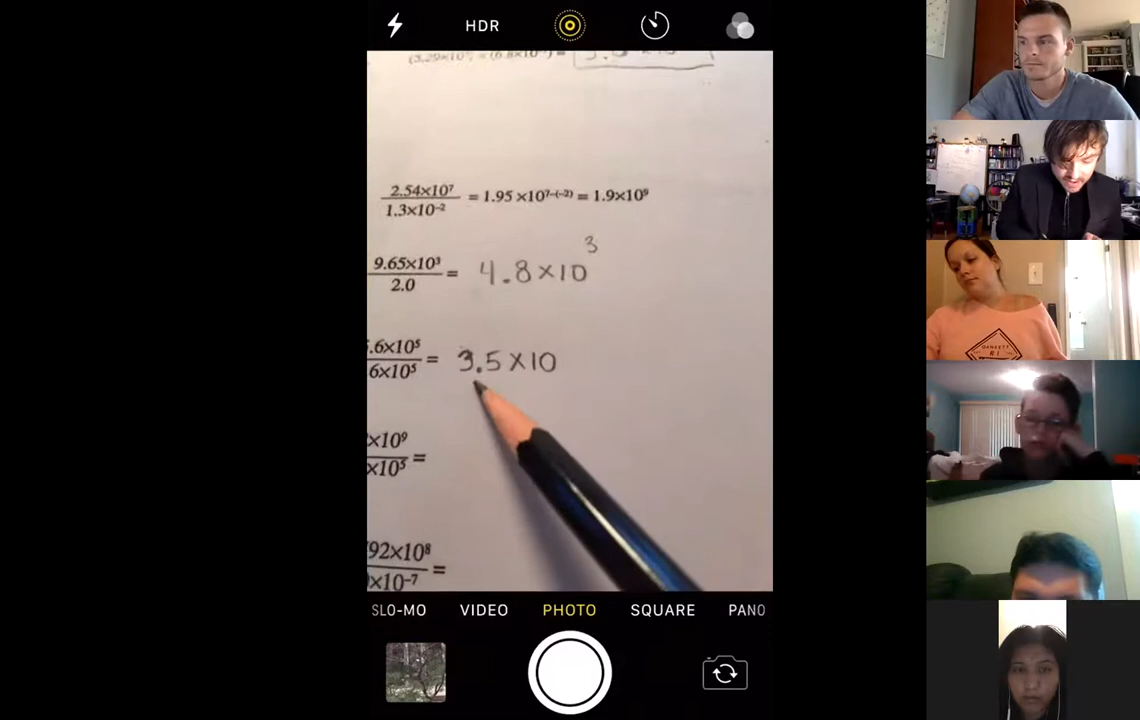 HDR
2.54×10⁷
1.3×10⁻² = 1.95 ×10⁷⁻⁽⁻²⁾ = 1.9×10⁹
9.65×10³
2.0 = 4.8×10³
.6×10⁵
6×10⁵ = 3.5×10
×10⁹
×10⁵ =
92×10⁸
×10⁻⁷ =
DANSETT
RI
SLO-MO VIDEO PHOTO SQUARE PANO